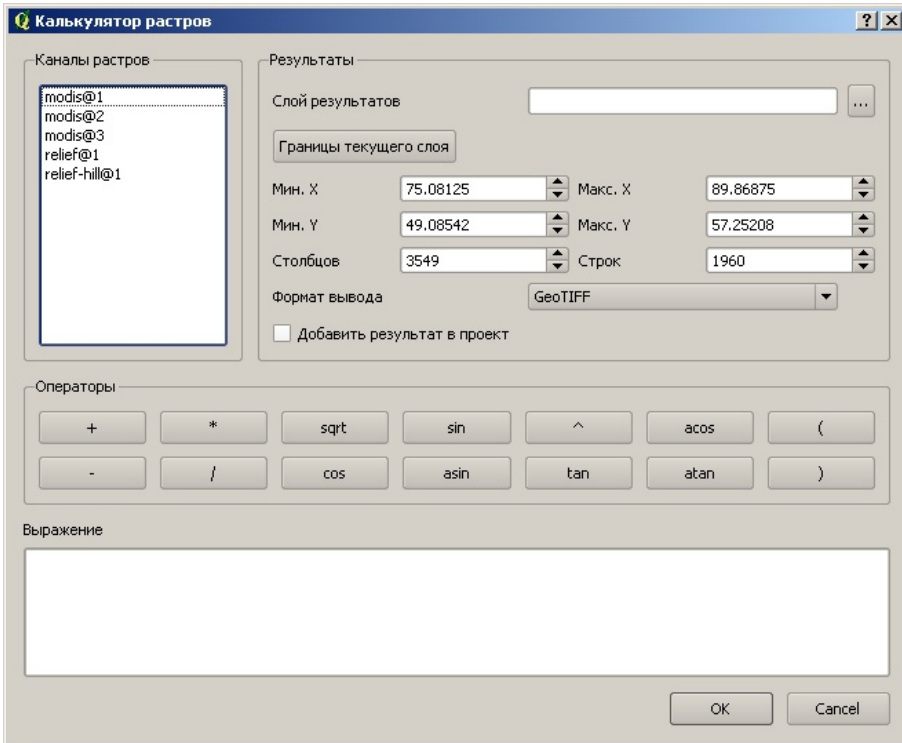 Калькулятор растров
Каналы растров
modis@1
modis@2
modis@3
relief@1
relief-hill@1
Результаты
Слой результатов ...
Границы текущего слоя
Мин. X 75.08125 Макс. X 89.86875
Мин. Y 49.08542 Макс. Y 57.25208
Столбцов 3549 Строк 1960
Формат вывода GeoTIFF
Добавить результат в проект
Операторы
+ * sqrt sin ^ acos (
- / cos asin tan atan )
Выражение
OK Cancel